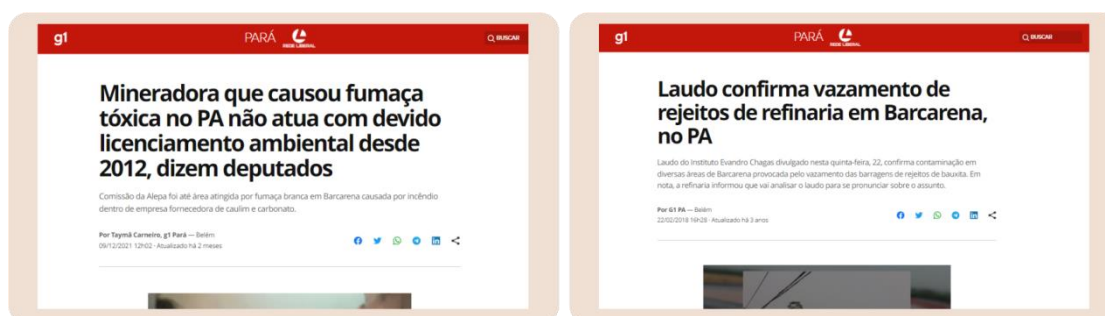 g1
PARÁ
REDE LIBERAL
BUSCAR
Mineradora que causou fumaça
tóxica no PA não atua com devido
licenciamento ambiental desde
2012, dizem deputados
Comissão da Alepa foi até área atingida por fumaça branca em Barcarena causada por incêndio
dentro de empresa fornecedora de caulim e carbonato.
Por Taymã Carneiro, g1 Pará — Belém
09/12/2021 12h02 · Atualizado há 2 meses
g1
PARÁ
REDE LIBERAL
BUSCAR
Laudo confirma vazamento de
rejeitos de refinaria em Barcarena,
no PA
Laudo do Instituto Evandro Chagas divulgado nesta quinta-feira, 22, confirma contaminação em
diversas áreas de Barcarena provocada pelo vazamento das barragens de rejeitos de bauxita. Em
nota, a refinaria informou que vai analisar o laudo para se pronunciar sobre o assunto.
Por G1 PA — Belém
22/02/2018 16h28 · Atualizado há 3 anos